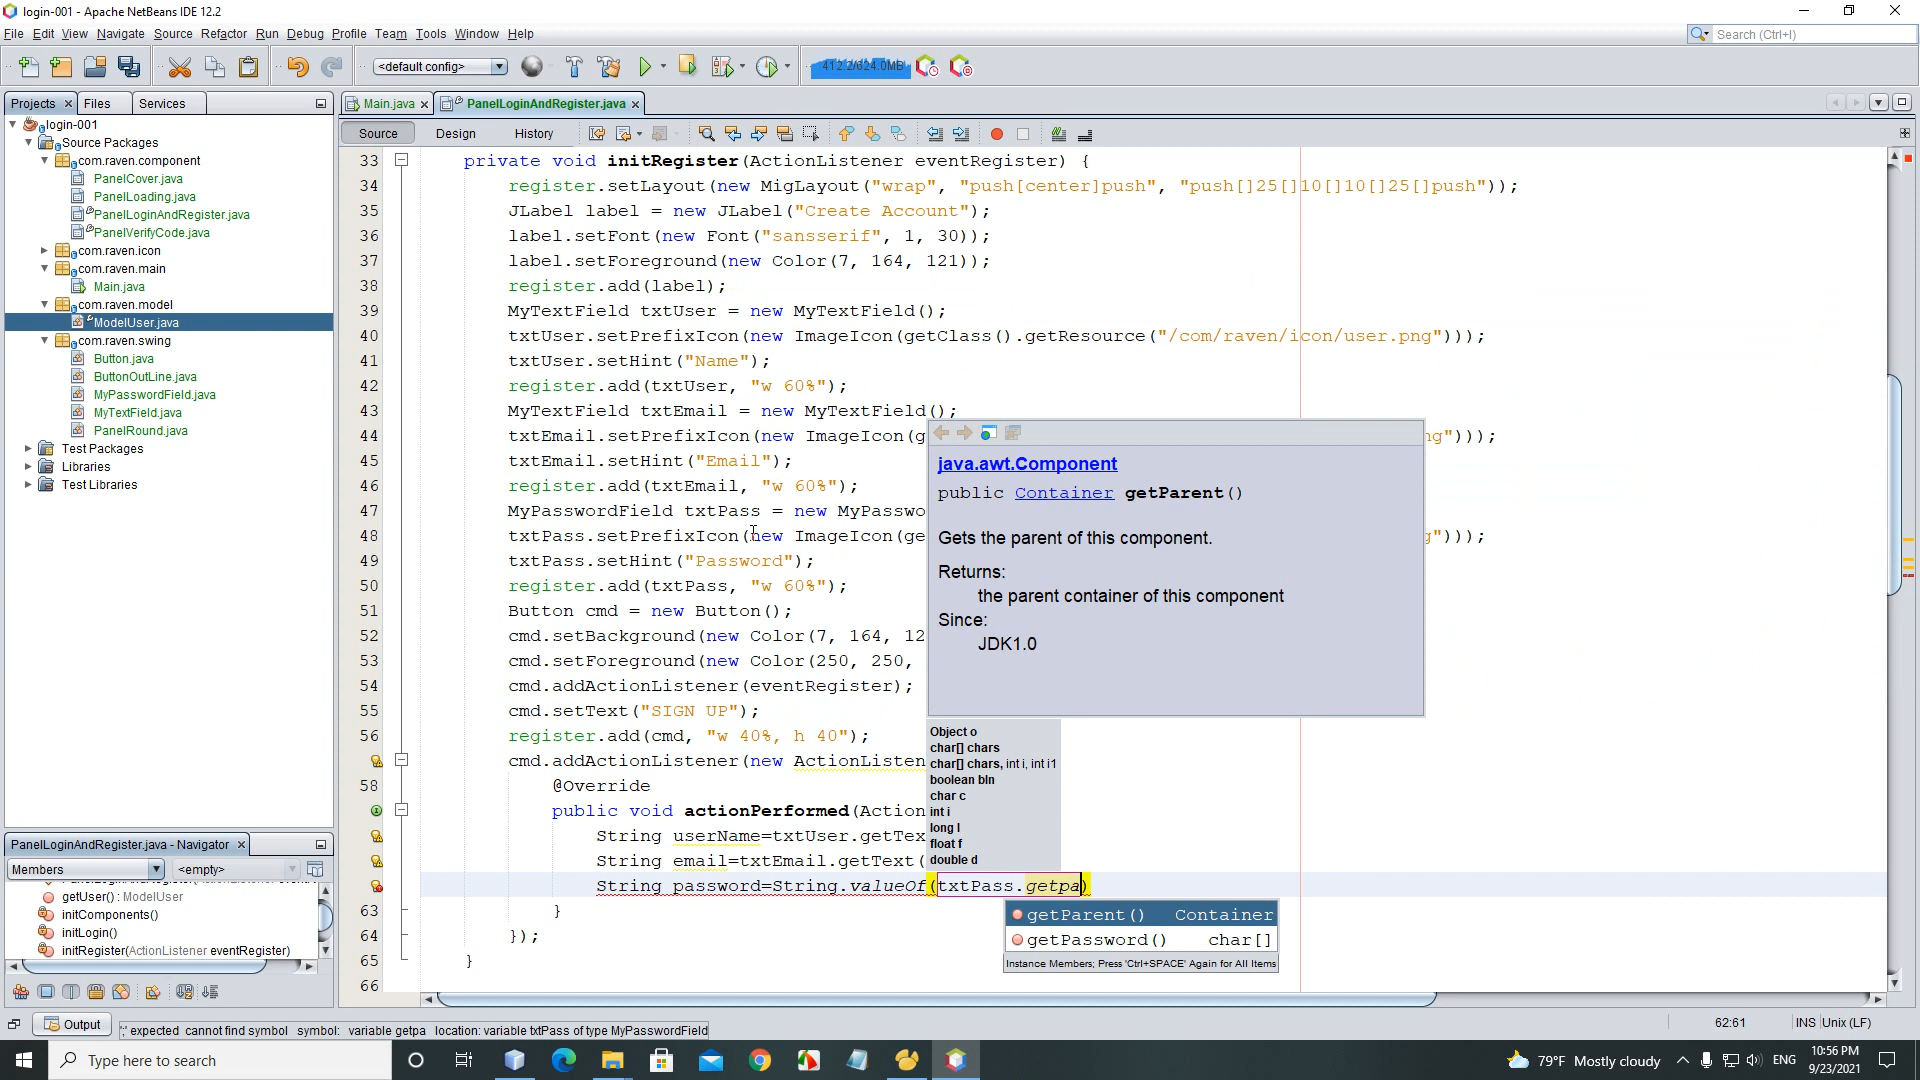 login-001 - Apache NetBeans IDE 12.2
File Edit View Navigate Source Refactor Run Debug Profile Team Tools Window Help
Search (Ctrl+I)
<default config>
412.2/624.0MB
Projects Files Services
Main.java PanelLoginAndRegister.java
Source Design History
login-001
Source Packages
com.raven.component
PanelCover.java
PanelLoading.java
PanelLoginAndRegister.java
PanelVerifyCode.java
com.raven.icon
com.raven.main
Main.java
com.raven.model
ModelUser.java
com.raven.swing
Button.java
ButtonOutLine.java
MyPasswordField.java
MyTextField.java
PanelRound.java
Test Packages
Libraries
Test Libraries
PanelLoginAndRegister.java - Navigator
Members <empty>
getUser() : ModelUser
initComponents()
initLogin()
initRegister(ActionListener eventRegister)
33 private void initRegister(ActionListener eventRegister) {
34 register.setLayout(new MigLayout("wrap", "push[center]push", "push[]25[]10[]10[]25[]push"));
35 JLabel label = new JLabel("Create Account");
36 label.setFont(new Font("sansserif", 1, 30));
37 label.setForeground(new Color(7, 164, 121));
38 register.add(label);
39 MyTextField txtUser = new MyTextField();
40 txtUser.setPrefixIcon(new ImageIcon(getClass().getResource("/com/raven/icon/user.png")));
41 txtUser.setHint("Name");
42 register.add(txtUser, "w 60%");
43 MyTextField txtEmail = new MyTextField();
44 txtEmail.setPrefixIcon(new ImageIcon(g ng")));
45 txtEmail.setHint("Email");
46 register.add(txtEmail, "w 60%");
47 MyPasswordField txtPass = new MyPasswo
48 txtPass.setPrefixIcon(new ImageIcon(ge g")));
49 txtPass.setHint("Password");
50 register.add(txtPass, "w 60%");
51 Button cmd = new Button();
52 cmd.setBackground(new Color(7, 164, 12
53 cmd.setForeground(new Color(250, 250,
54 cmd.addActionListener(eventRegister);
55 cmd.setText("SIGN UP");
56 register.add(cmd, "w 40%, h 40");
cmd.addActionListener(new ActionListen
58 @Override
public void actionPerformed(Action
String userName=txtUser.getTex
String email=txtEmail.getText(
String password=String.valueOf(txtPass.getpa)
63 }
64 });
65 }
66
java.awt.Component
public Container getParent()
Gets the parent of this component.
Returns:
the parent container of this component
Since:
JDK1.0
Object o
char[] chars
char[] chars, int i, int i1
boolean bln
char c
int i
long l
float f
double d
getParent() Container
getPassword() char[]
Instance Members; Press 'Ctrl+SPACE' Again for All Items
Output
';' expected cannot find symbol symbol: variable getpa location: variable txtPass of type MyPasswordField
62:61 INS Unix (LF)
Type here to search
79°F Mostly cloudy ENG
10:56 PM
9/23/2021